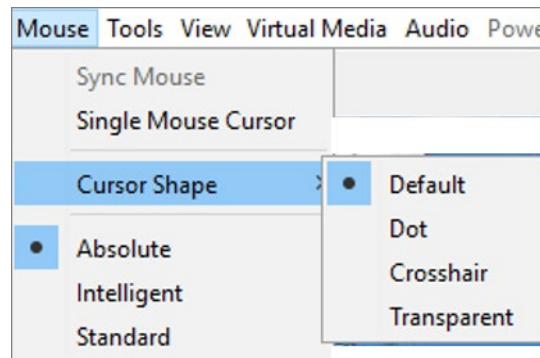 Mouse Tools View Virtual Media Audio
Sync Mouse
Single Mouse Cursor
Cursor Shape
Default
Dot
Crosshair
Transparent
Absolute
Intelligent
Standard